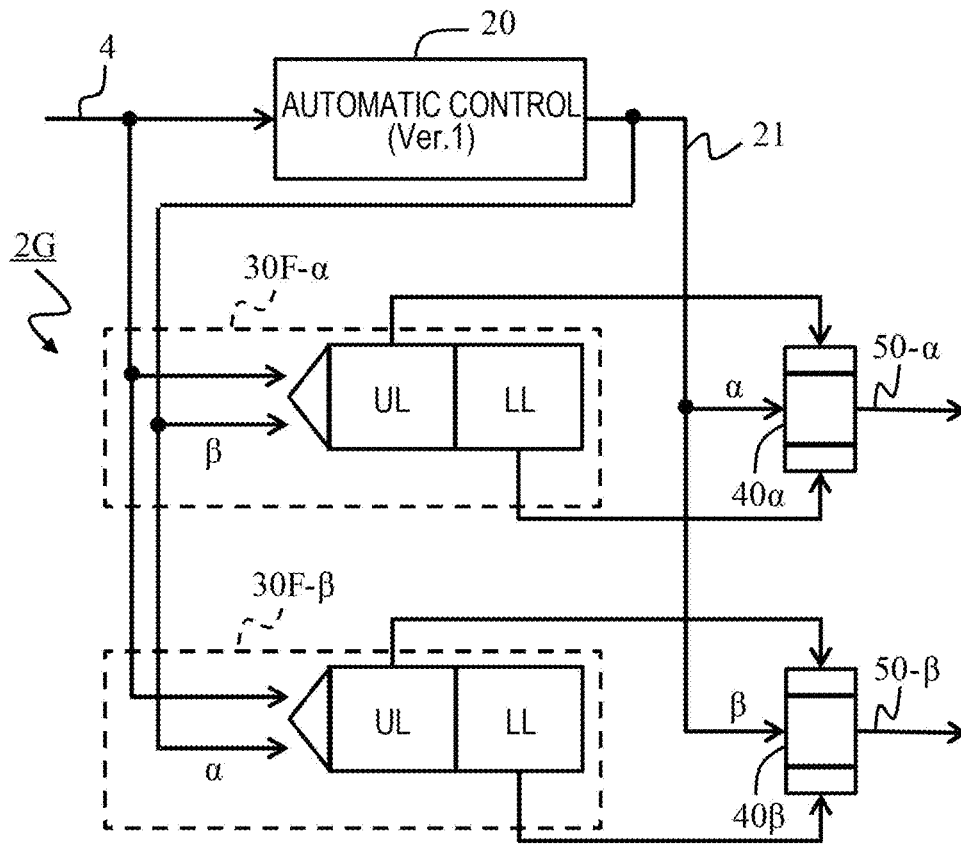 20
4
AUTOMATIC CONTROL
(Ver.1)
21
2G
30F-α
UL
LL
β
α
50-α
40α
30F-β
UL
LL
α
β
50-β
40β